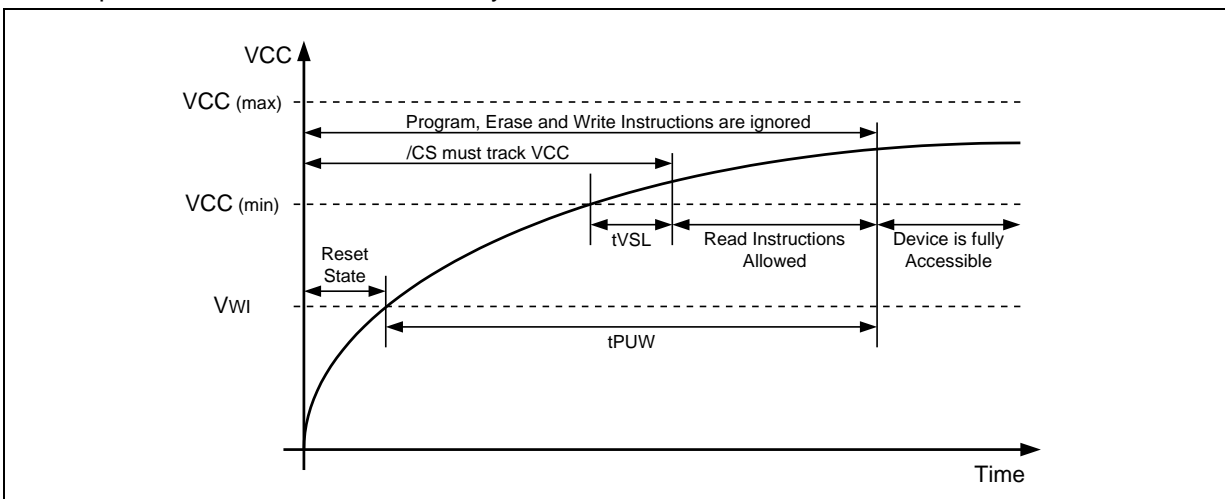 VCC
VCC (max)
Program, Erase and Write Instructions are ignored
/CS must track VCC
VCC (min)
tVSL
Read Instructions
Allowed
Device is fully
Accessible
Reset
State
VWI
tPUW
Time